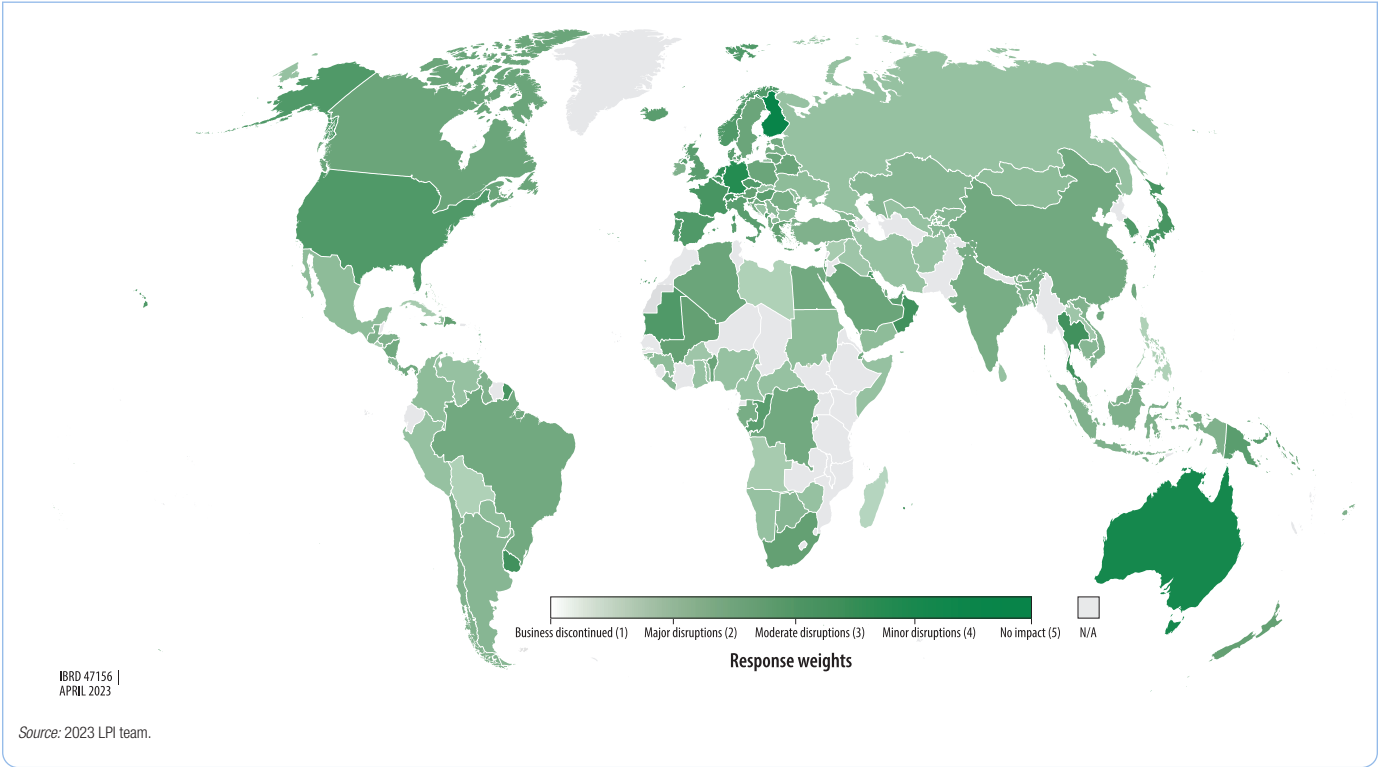 Business discontinued (1) Major disruptions (2) Moderate disruptions (3) Minor disruptions (4) No impact (5) N/A
Response weights
IBRD 47156 |
APRIL 2023
Source: 2023 LPI team.